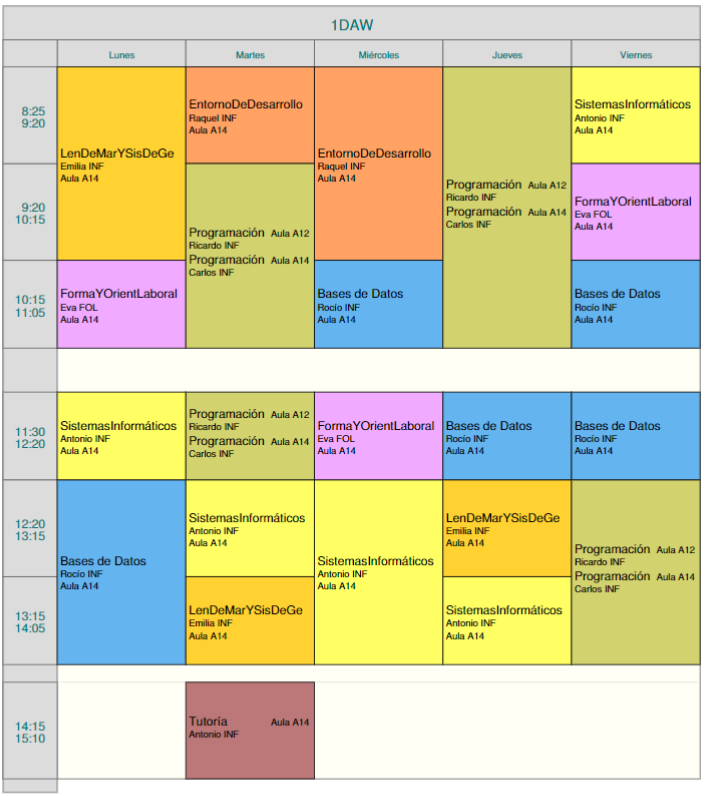 1DAW
Lunes Martes Miércoles Jueves Viernes
8:25
9:20
LenDeMarYSisDeGe
Emilia INF
Aula A14
EntornoDeDesarrollo
Raquel INF
Aula A14
EntornoDeDesarrollo
Raquel INF
Aula A14
Programación Aula A12
Ricardo INF
Programación Aula A14
Carlos INF
SistemasInformáticos
Antonio INF
Aula A14
9:20
10:15
Programación Aula A12
Ricardo INF
Programación Aula A14
Carlos INF
FormaYOrientLaboral
Eva FOL
Aula A14
10:15
11:05
FormaYOrientLaboral
Eva FOL
Aula A14
Bases de Datos
Rocío INF
Aula A14
Bases de Datos
Rocío INF
Aula A14
11:30
12:20
SistemasInformáticos
Antonio INF
Aula A14
Programación Aula A12
Ricardo INF
Programación Aula A14
Carlos INF
FormaYOrientLaboral
Eva FOL
Aula A14
Bases de Datos
Rocío INF
Aula A14
Bases de Datos
Rocío INF
Aula A14
12:20
13:15
Bases de Datos
Rocío INF
Aula A14
SistemasInformáticos
Antonio INF
Aula A14
SistemasInformáticos
Antonio INF
Aula A14
LenDeMarYSisDeGe
Emilia INF
Aula A14
Programación Aula A12
Ricardo INF
Programación Aula A14
Carlos INF
13:15
14:05
LenDeMarYSisDeGe
Emilia INF
Aula A14
SistemasInformáticos
Antonio INF
Aula A14
14:15
15:10
Tutoría Aula A14
Antonio INF